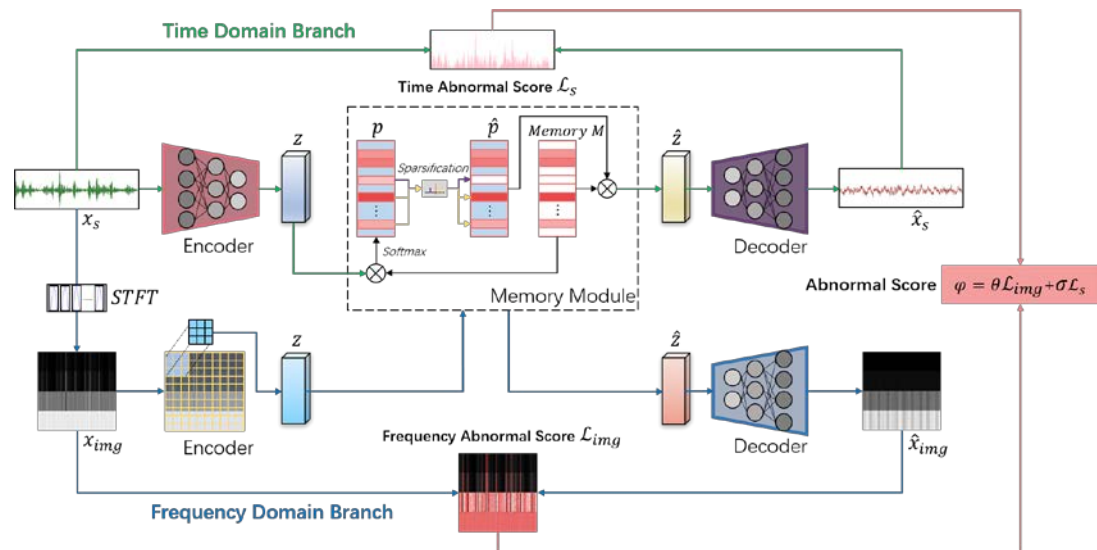 Time Domain Branch
Time Abnormal Score ℒ_s
x_s
Encoder
z
p
Sparsification
p̂
Memory M
Softmax
Memory Module
ẑ
Decoder
x̂_s
STFT
Abnormal Score
φ = θℒ_img+σℒ_s
x_img
Encoder
z
ẑ
Decoder
x̂_img
Frequency Abnormal Score ℒ_img
Frequency Domain Branch